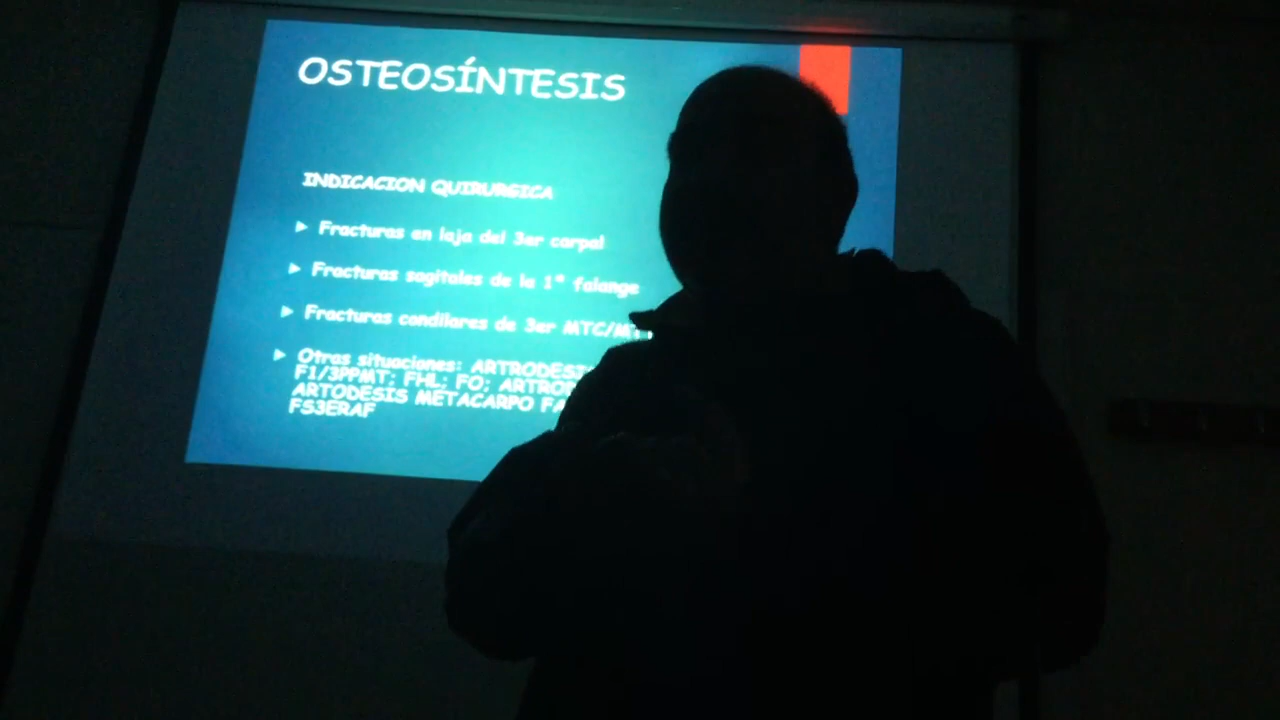 OSTEOSÍNTESIS
INDICACION QUIRURGICA
Fracturas en laja del 3er carpal
Fracturas sagitales de la 1ª falange
Fracturas condilares de 3er MTC/MT
Otras situaciones: ARTRODESIS
F1/3PPMT; FHL; FO;
ARTODESIS METACARPO
FS3ERAF